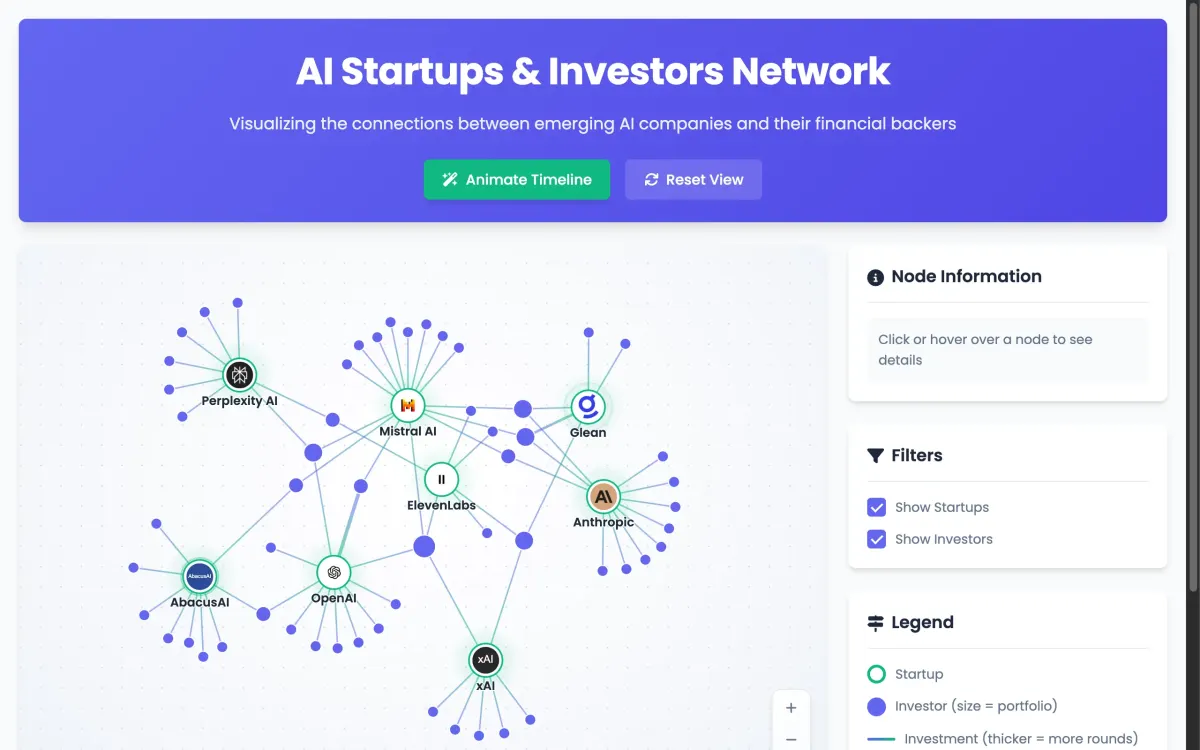 AI Startups & Investors Network
Visualizing the connections between emerging AI companies and their financial backers
Animate Timeline
Reset View
Perplexity AI
Mistral AI
Glean
ElevenLabs
Anthropic
AbacusAI
AbacusAI
OpenAI
xAI
xAI
+
−
Node Information
Click or hover over a node to see
details
Filters
Show Startups
Show Investors
Legend
Startup
Investor (size = portfolio)
Investment (thicker = more rounds)